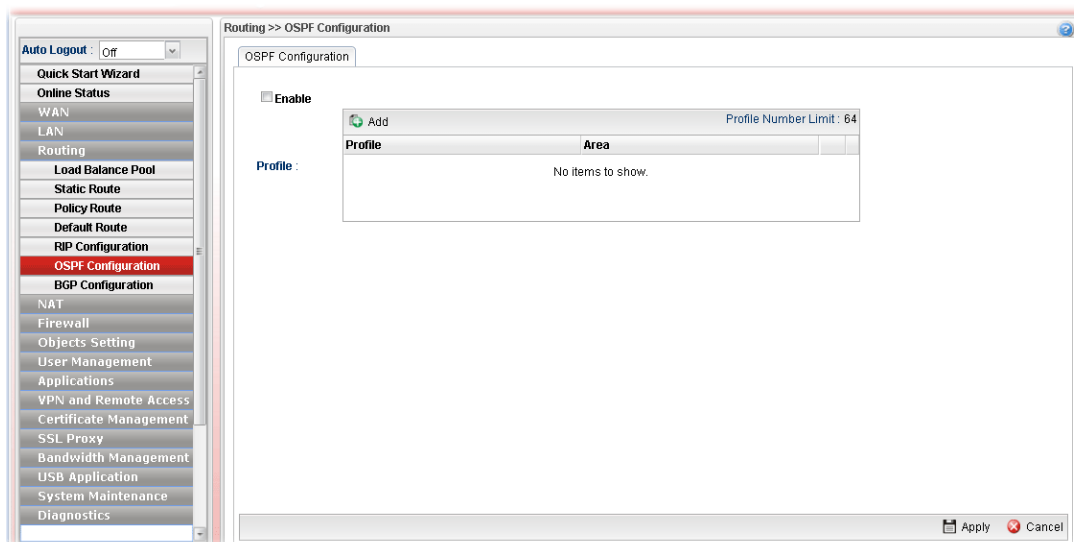 Routing >> OSPF Configuration
Auto Logout : Off
OSPF Configuration
Quick Start Wizard
Online Status
WAN
LAN
Routing
Load Balance Pool
Static Route
Policy Route
Default Route
RIP Configuration
OSPF Configuration
BGP Configuration
NAT
Firewall
Objects Setting
User Management
Applications
VPN and Remote Access
Certificate Management
SSL Proxy
Bandwidth Management
USB Application
System Maintenance
Diagnostics
Enable
Add Profile Number Limit : 64
Profile Area
Profile :
No items to show.
Apply Cancel